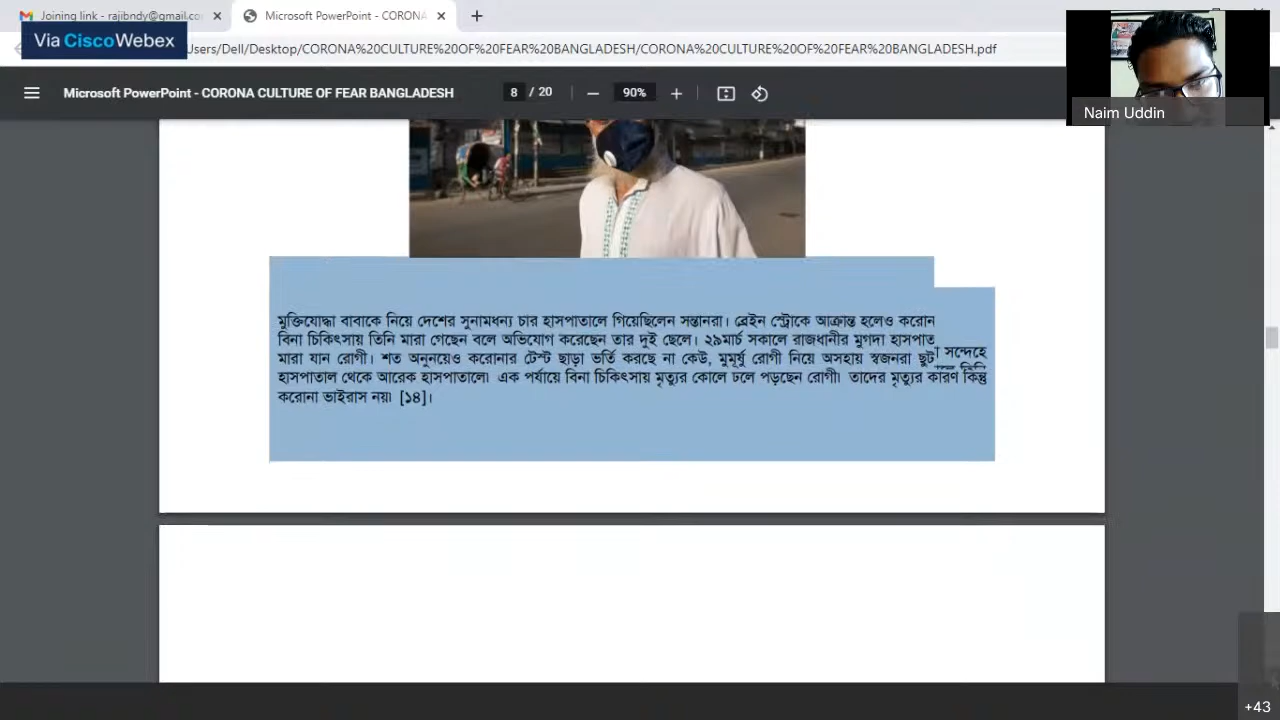 Joining link - rajibndy@gmail.co
Microsoft PowerPoint - CORONA
Via CiscoWebex
Jsers/Dell/Desktop/CORONA%20CULTURE%20OF%20FEAR%20BANGLADESH/CORONA%20CULTURE%20OF%20FEAR%20BANGLADESH.pdf
Microsoft PowerPoint - CORONA CULTURE OF FEAR BANGLADESH
8 / 20
90%
Naim Uddin
মুক্তিযোদ্ধা বাবাকে নিয়ে দেশের সুনামধন্য চার হাসপাতালে গিয়েছিলেন সন্তানরা। ব্রেইন স্ট্রোকে আক্রান্ত হলেও করোন
বিনা চিকিৎসায় তিনি মারা গেছেন বলে অভিযোগ করেছেন তার দুই ছেলে। ২৯মার্চ সকালে রাজধানীর মুগদা হাসপাত
া সন্দেহে
মারা যান রোগী। শত অনুনয়েও করোনার টেস্ট ছাড়া ভর্তি করছে না কেউ, মুমূর্ষু রোগী নিয়ে অসহায় স্বজনরা ছুট
হাসপাতাল থেকে আরেক হাসপাতালে৷ এক পর্যায়ে বিনা চিকিৎসায় মৃত্যুর কোলে ঢলে পড়ছেন রোগী৷ তাদের মৃত্যুর কারণ কিন্তু
করোনা ভাইরাস নয়৷ [১৪]।
+43